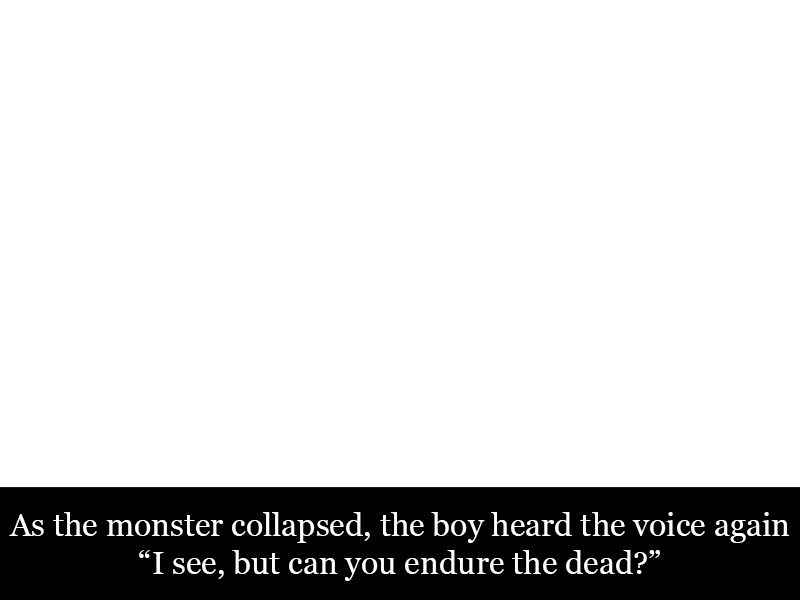 As the monster collapsed, the boy heard the voice again
“I see, but can you endure the dead?”